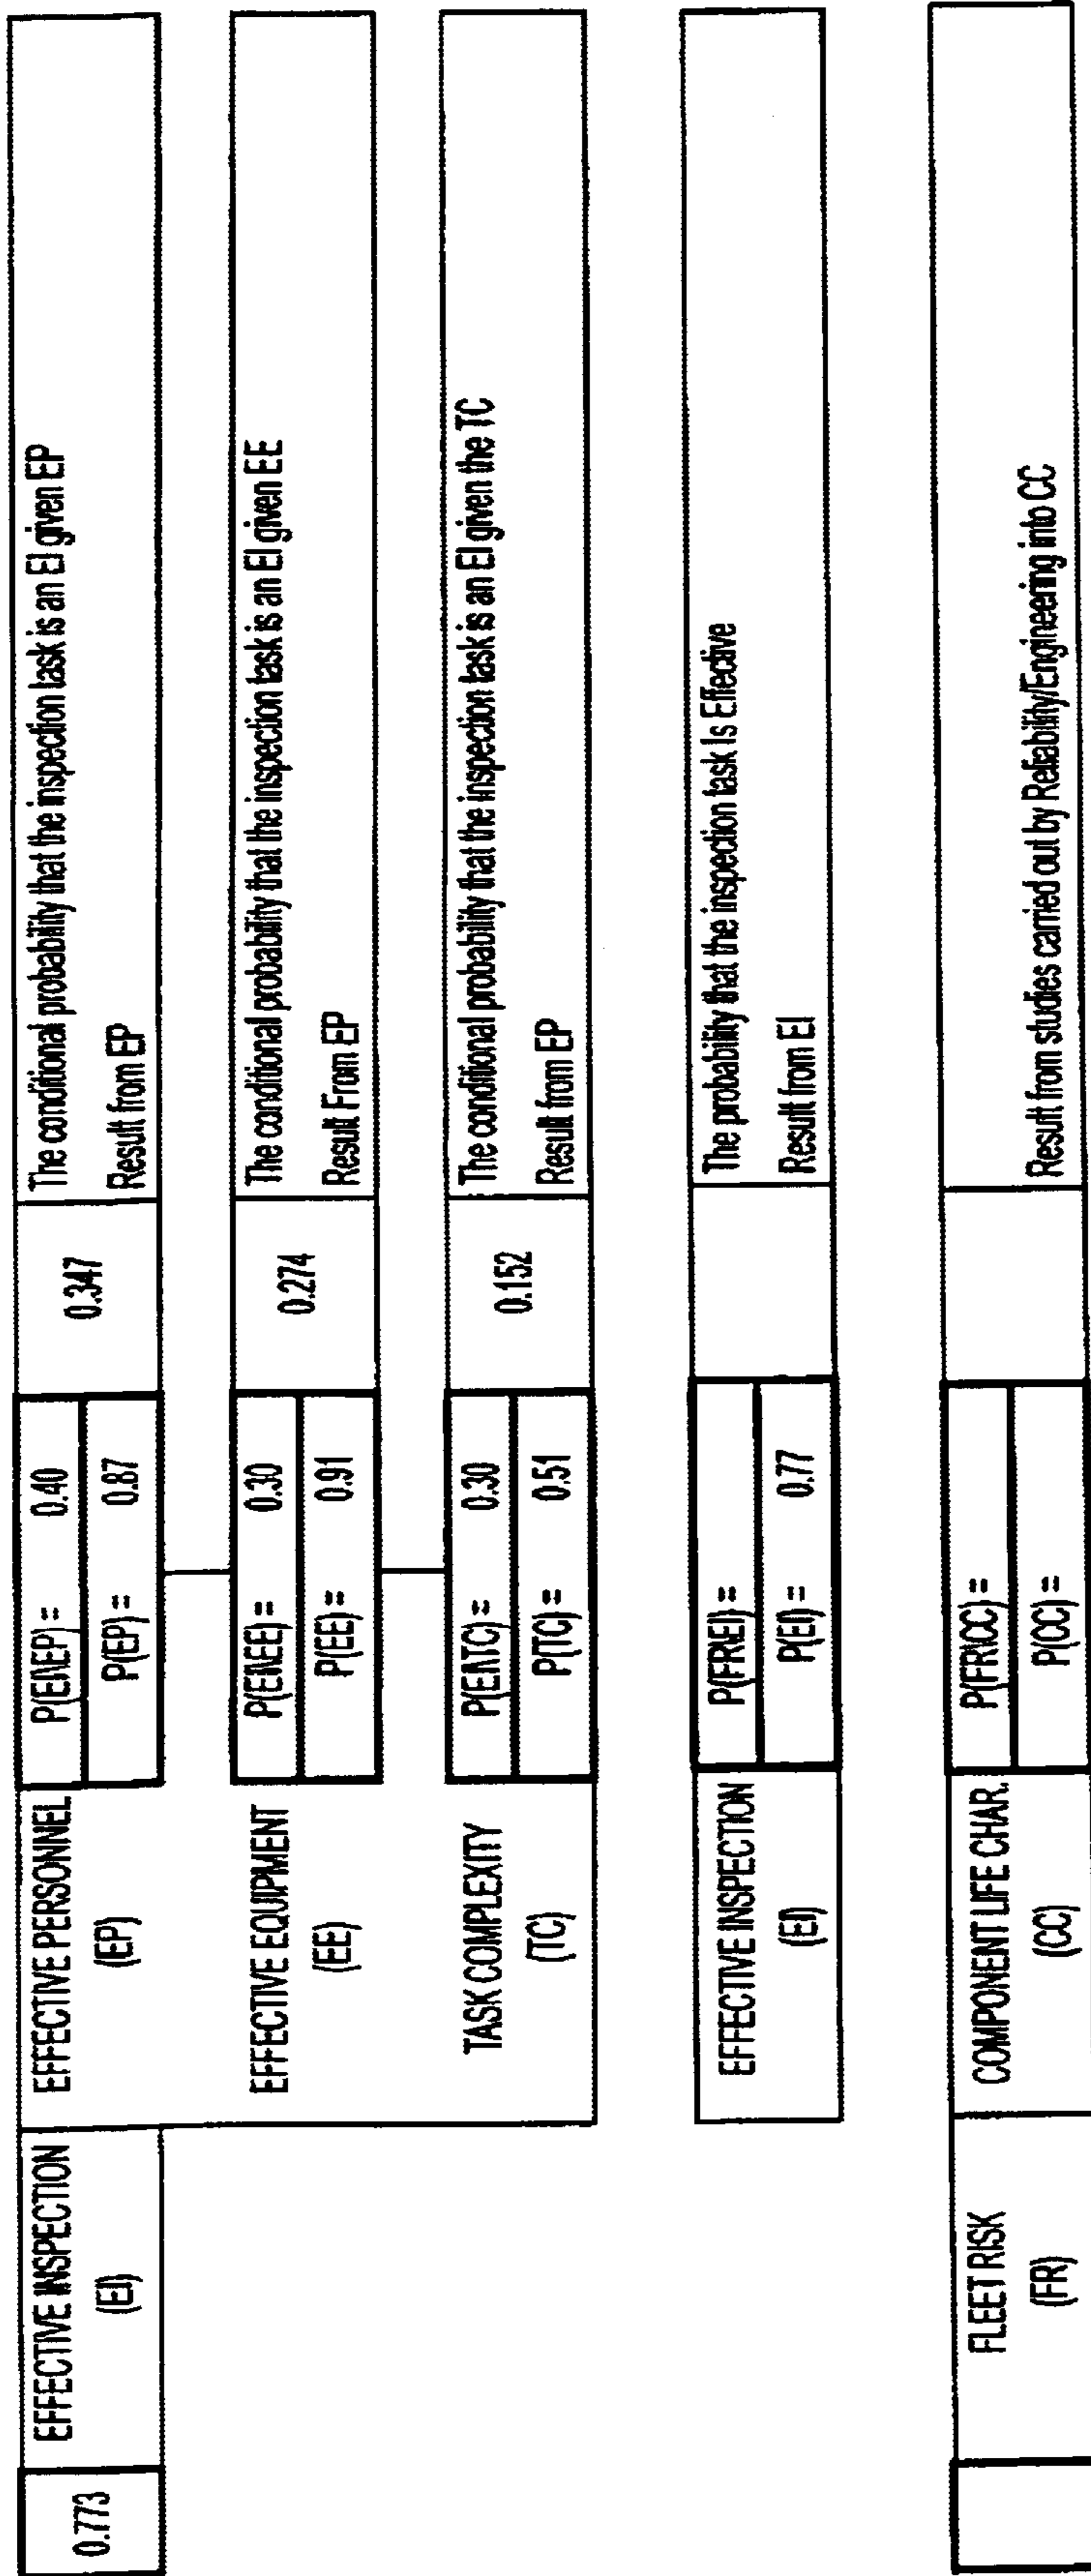 0.773
EFFECTIVE INSPECTION
(EI)
EFFECTIVE PERSONNEL
(EP)
P(EI\EP) = 0.40
P(EP) = 0.87
0.347
The conditional probability that the inspection task is an EI given EP
Result from EP
EFFECTIVE EQUIPMENT
(EE)
P(EI\EE) = 0.30
P(EE) = 0.91
0.274
The conditional probability that the inspection task is an EI given EE
Result From EP
TASK COMPLEXITY
(TC)
P(EI\TC) = 0.30
P(TC) = 0.51
0.152
The conditional probability that the inspection task is an EI given the TC
Result from EP
EFFECTIVE INSPECTION
(EI)
P(FR\EI) =
P(EI) = 0.77
The probability that the inspection task Is Effective
Result from EI
FLEET RISK
(FR)
COMPONENT LIFE CHAR.
(CC)
P(FR\CC) =
P(CC) =
Result from studies carried out by Reliability/Engineering into CC